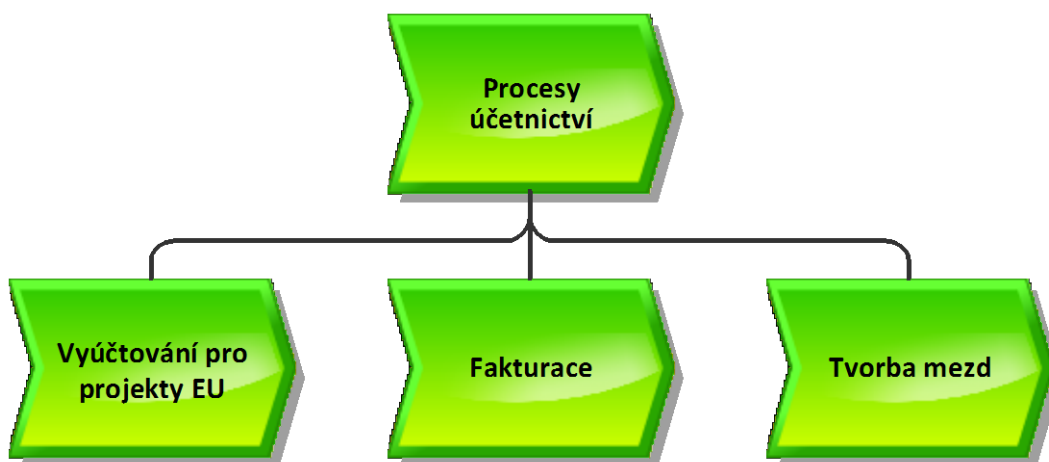 Procesy
účetnictví
Vyúčtování pro
projekty EU
Fakturace
Tvorba mezd